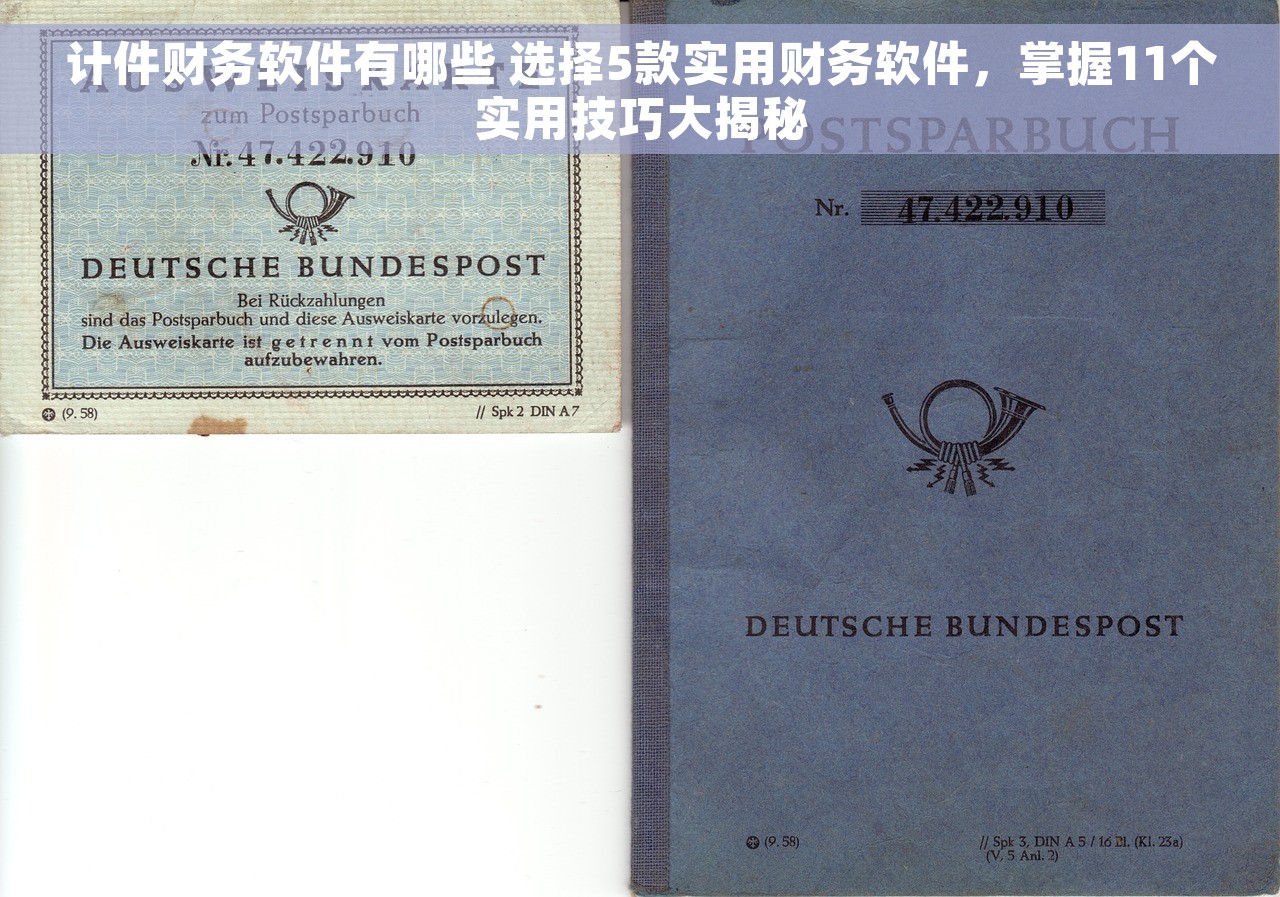 计件财务软件有哪些 选择5款实用财务软件，掌握11个
实用技巧大揭秘
AUSWEISKARTE
zum Postsparbuch
Nr. 47.422.910
DEUTSCHE BUNDESPOST
Bei Rückzahlungen
sind das Postsparbuch und diese Ausweiskarte vorzulegen.
Die Ausweiskarte ist getrennt vom Postsparbuch
aufzubewahren.
(9. 58)
// Spk 2 DIN A 7
POSTSPARBUCH
Nr. 47.422.910
DEUTSCHE BUNDESPOST
(9. 58)
// Spk 3, DIN A 5 / 16 Bl. (Kl. 23a)
(V, 5 Anl. 2)